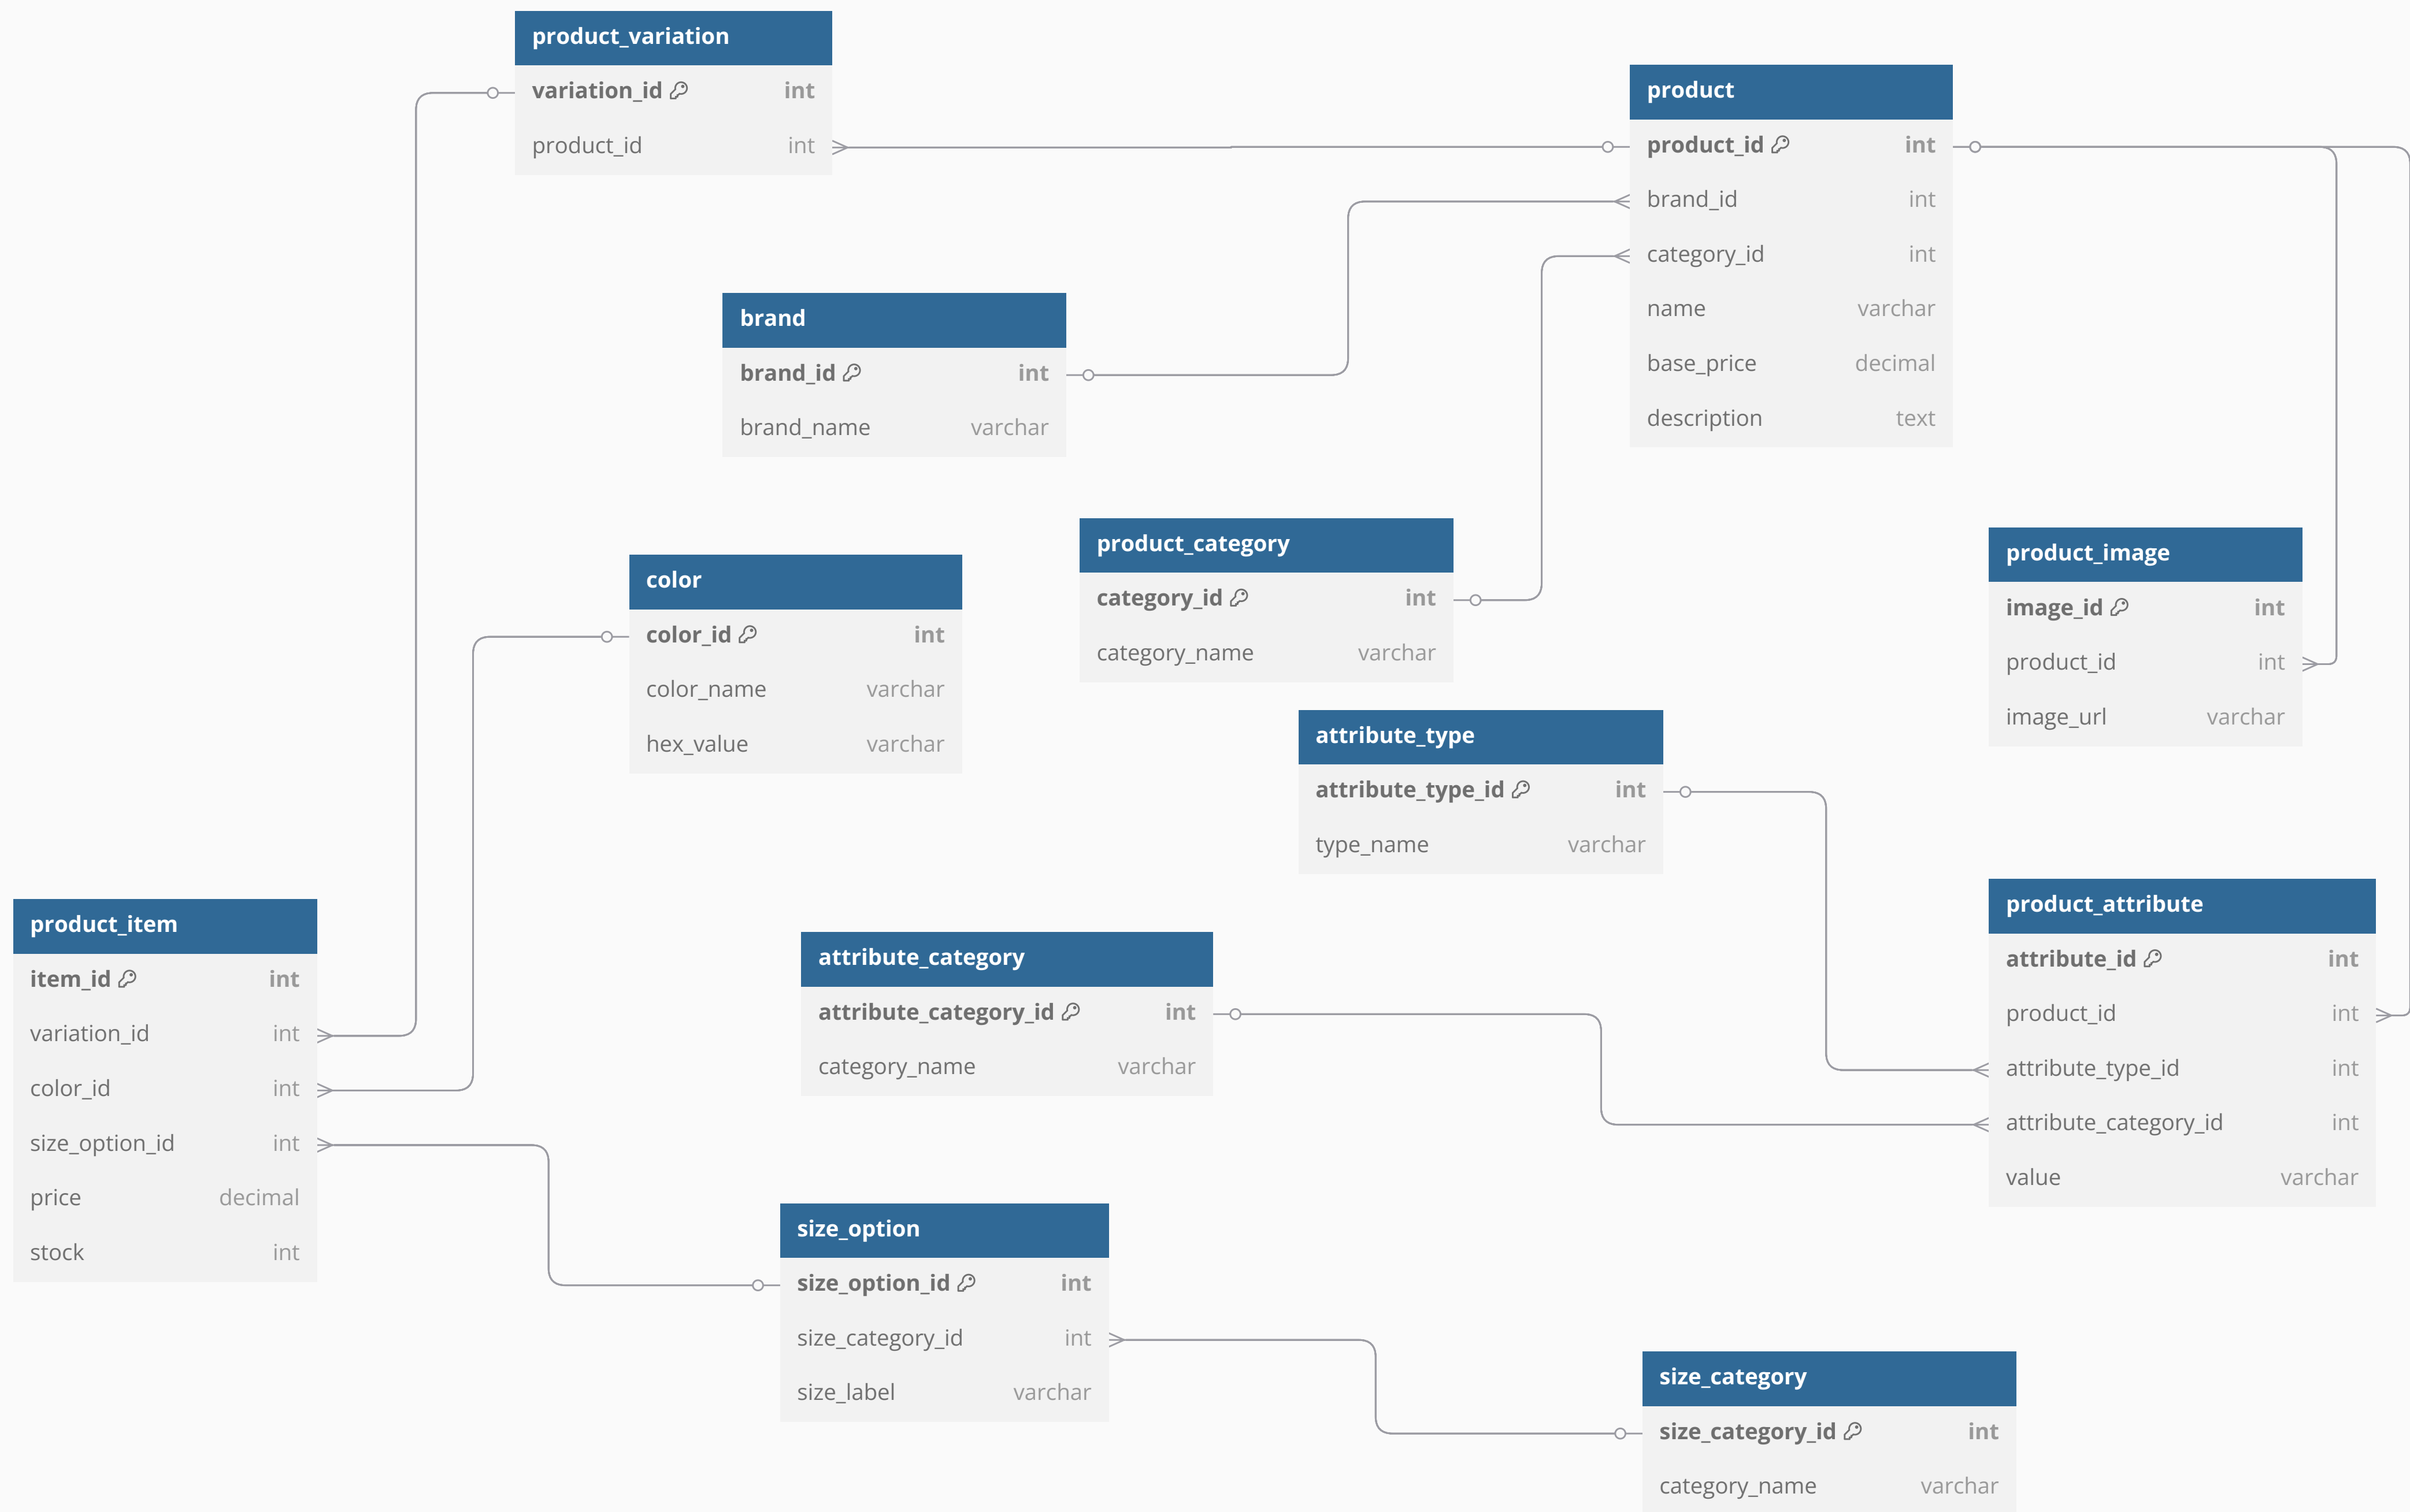 product_variation
variation_id int
product_id int
product
product_id int
brand_id int
category_id int
name varchar
base_price decimal
description text
brand
brand_id int
brand_name varchar
product_category
category_id int
category_name varchar
product_image
image_id int
product_id int
image_url varchar
color
color_id int
color_name varchar
hex_value varchar
attribute_type
attribute_type_id int
type_name varchar
product_attribute
attribute_id int
product_id int
attribute_type_id int
attribute_category_id int
value varchar
product_item
item_id int
variation_id int
color_id int
size_option_id int
price decimal
stock int
attribute_category
attribute_category_id int
category_name varchar
size_option
size_option_id int
size_category_id int
size_label varchar
size_category
size_category_id int
category_name varchar